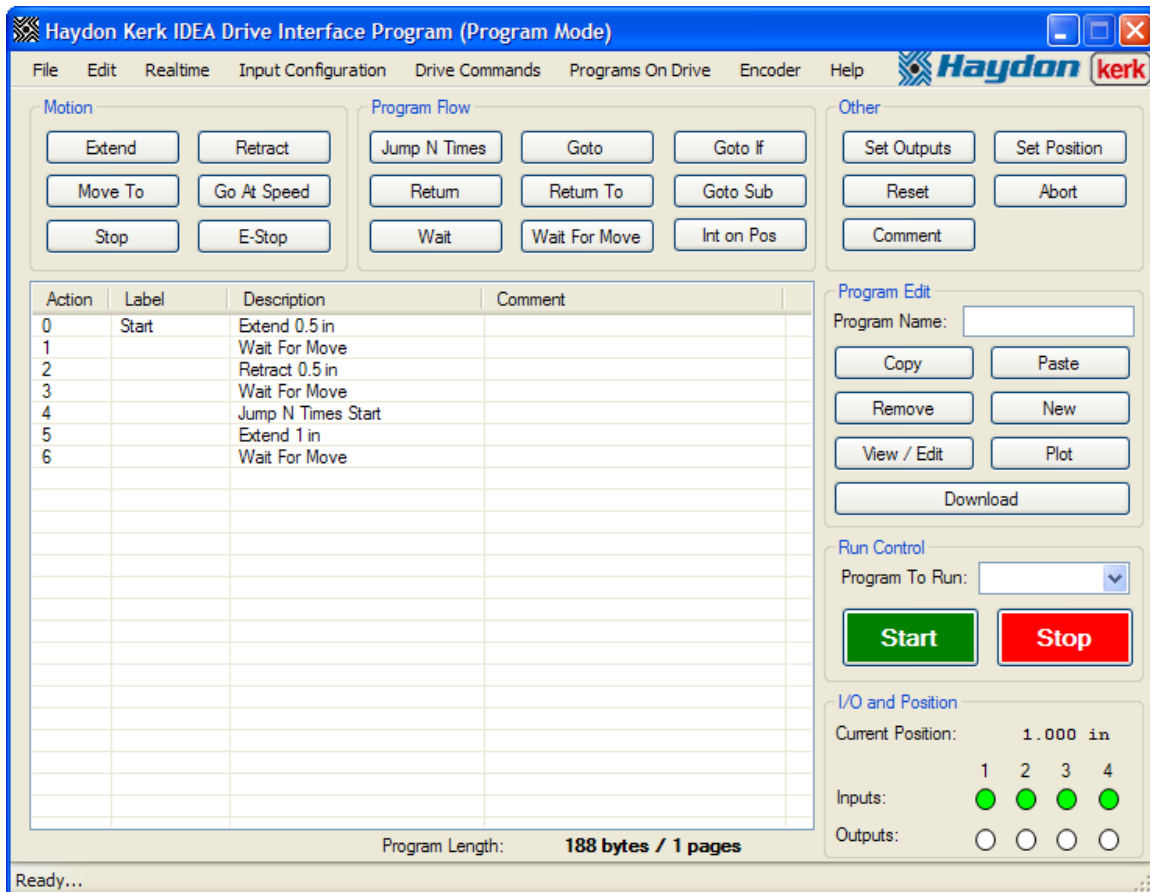 Haydon Kerk IDEA Drive Interface Program (Program Mode)
File Edit Realtime Input Configuration Drive Commands Programs On Drive Encoder Help Haydon kerk
Motion Program Flow Other
Extend Retract Jump N Times Goto Goto If Set Outputs Set Position
Move To Go At Speed Return Return To Goto Sub Reset Abort
Stop E-Stop Wait Wait For Move Int on Pos Comment
Action Label Description Comment
0 Start Extend 0.5 in
1 Wait For Move
2 Retract 0.5 in
3 Wait For Move
4 Jump N Times Start
5 Extend 1 in
6 Wait For Move
Program Length: 188 bytes / 1 pages
Program Edit
Program Name:
Copy Paste
Remove New
View / Edit Plot
Download
Run Control
Program To Run:
Start Stop
I/O and Position
Current Position: 1.000 in
1 2 3 4
Inputs:
Outputs:
Ready...